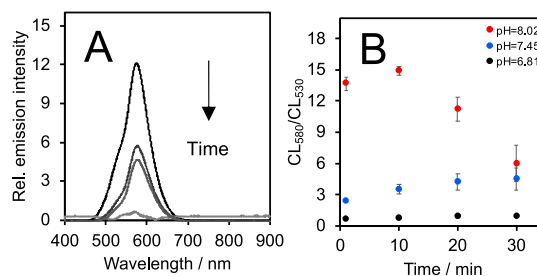 A
Rel. emission intensity
15
12
9
6
3
0
Time
400 500 600 700 800 900
Wavelength / nm
B
CL580/CL530
18
15
12
9
6
3
0
pH=8.02
pH=7.45
pH=6.81
0 10 20 30
Time / min